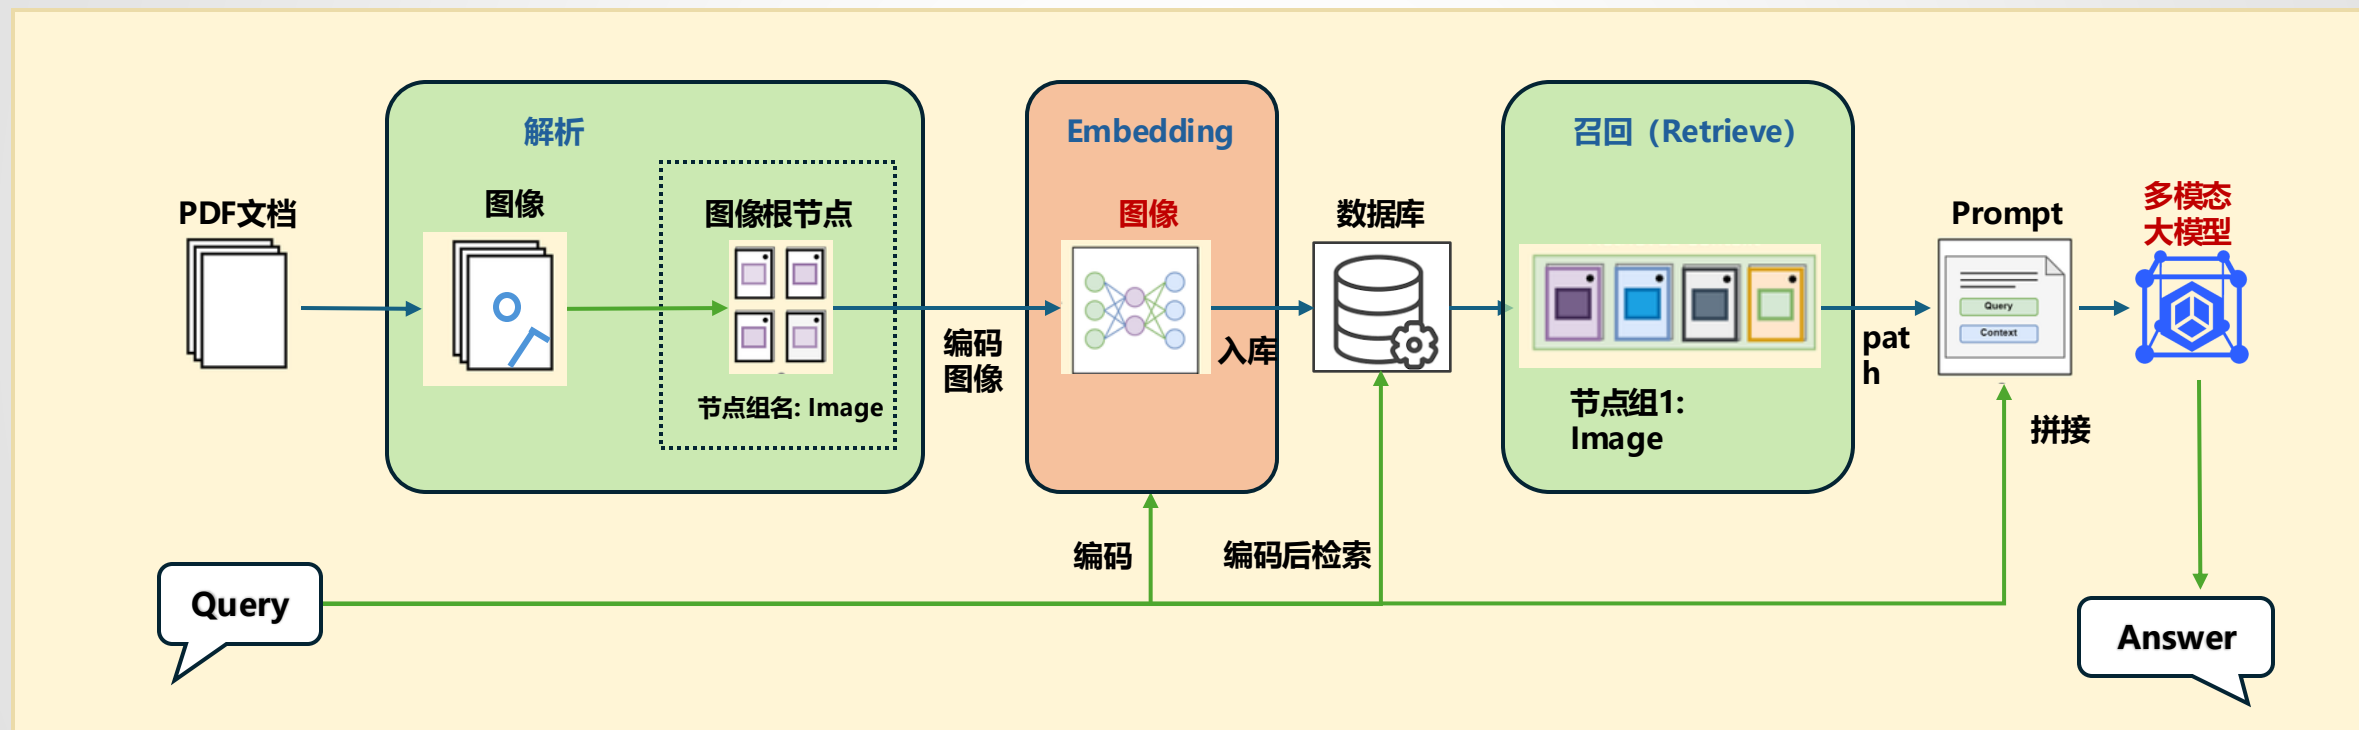 解析
Embedding
召回（Retrieve）
PDF文档
图像
图像根节点
图像
数据库
Prompt
多模态
大模型
Query
Context
编码
图像
入库
pat
h
节点组名: Image
节点组1:
Image
拼接
编码
编码后检索
Query
Answer